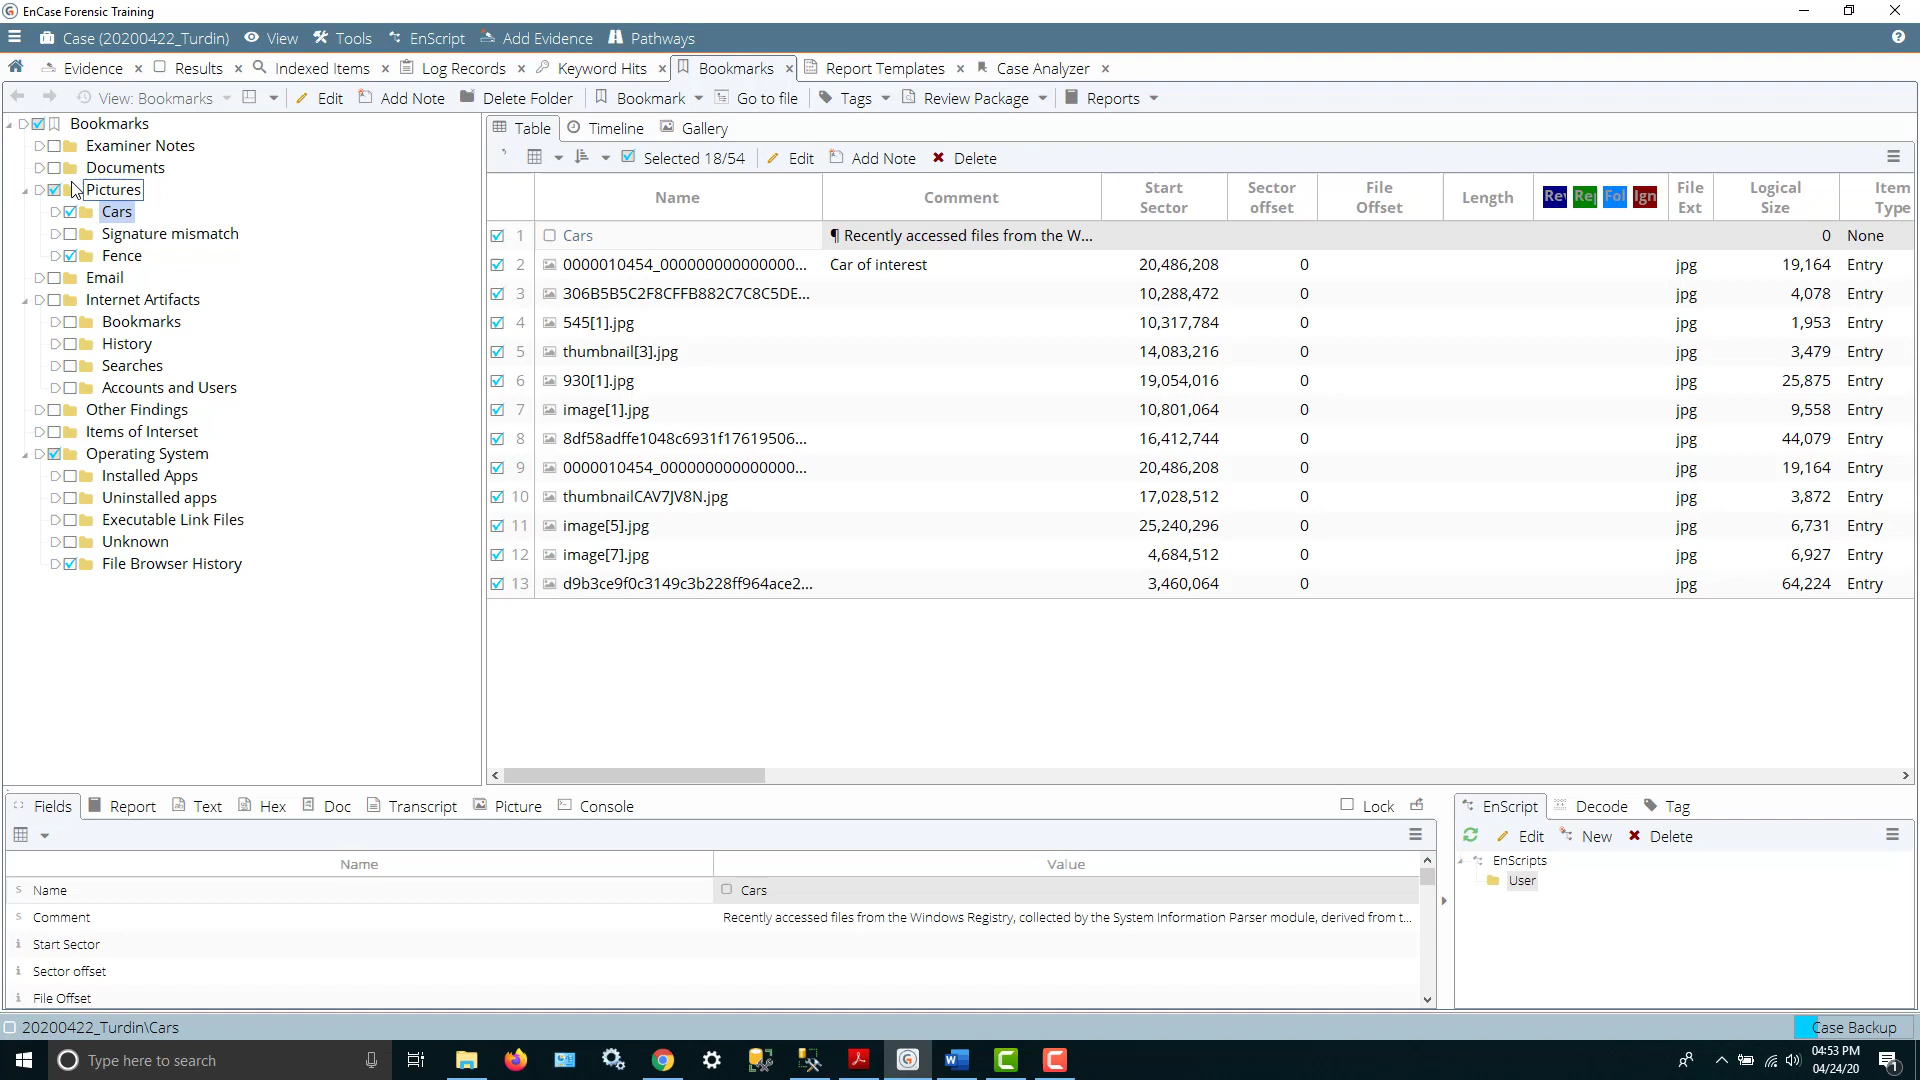 EnCase Forensic Training
Case (20200422_Turdin) View Tools EnScript Add Evidence Pathways
Evidence Results Indexed Items Log Records Keyword Hits Bookmarks Report Templates Case Analyzer
View: Bookmarks Edit Add Note Delete Folder Bookmark Go to file Tags Review Package Reports
Bookmarks
Examiner Notes
Documents
Pictures
Cars
Signature mismatch
Fence
Email
Internet Artifacts
Bookmarks
History
Searches
Accounts and Users
Other Findings
Items of Interset
Operating System
Installed Apps
Uninstalled apps
Executable Link Files
Unknown
File Browser History
Table Timeline Gallery
Selected 18/54 Edit Add Note Delete
Name Comment Start Sector Sector offset File Offset Length Rev Rep Fol Ign File Ext Logical Size Item Type
1 Cars ¶ Recently accessed files from the W... 0 None
2 0000010454_000000000000000... Car of interest 20,486,208 0 jpg 19,164 Entry
3 306B5B5C2F8CFFB882C7C8C5DE... 10,288,472 0 jpg 4,078 Entry
4 545[1].jpg 10,317,784 0 jpg 1,953 Entry
5 thumbnail[3].jpg 14,083,216 0 jpg 3,479 Entry
6 930[1].jpg 19,054,016 0 jpg 25,875 Entry
7 image[1].jpg 10,801,064 0 jpg 9,558 Entry
8 8df58adffe1048c6931f17619506... 16,412,744 0 jpg 44,079 Entry
9 0000010454_000000000000000... 20,486,208 0 jpg 19,164 Entry
10 thumbnailCAV7JV8N.jpg 17,028,512 0 jpg 3,872 Entry
11 image[5].jpg 25,240,296 0 jpg 6,731 Entry
12 image[7].jpg 4,684,512 0 jpg 6,927 Entry
13 d9b3ce9f0c3149c3b228ff964ace2... 3,460,064 0 jpg 64,224 Entry
Fields Report Text Hex Doc Transcript Picture Console Lock
Name Value
Name Cars
Comment Recently accessed files from the Windows Registry, collected by the System Information Parser module, derived from t...
Start Sector
Sector offset
File Offset
EnScript Decode Tag
Edit New Delete
EnScripts
User
20200422_Turdin\Cars Case Backup
Type here to search
04:53 PM
04/24/20
1